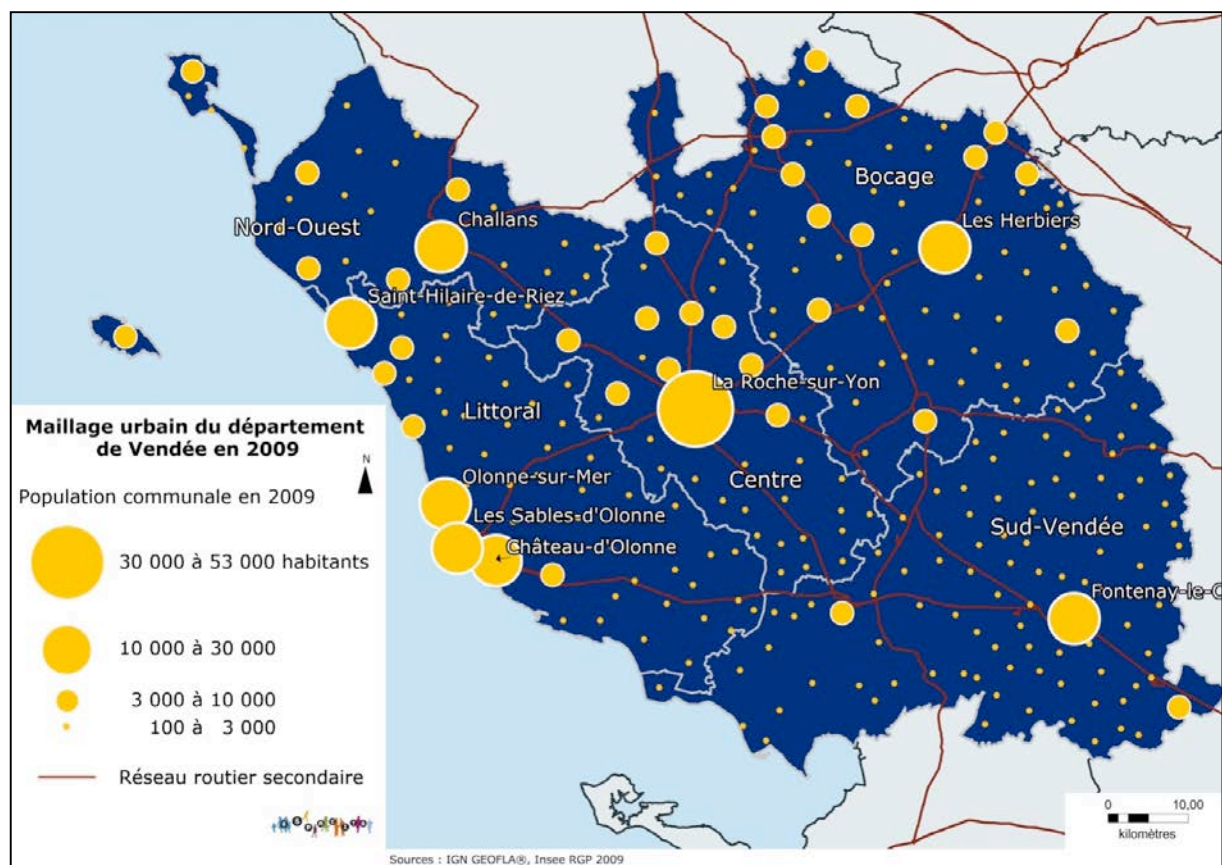 Bocage
Challans
Les Herbiers
Nord-Ouest
Saint-Hilaire-de-Riez
La Roche-sur-Yon
Littoral
Centre
Olonne-sur-Mer
Les Sables-d'Olonne
Château-d'Olonne
Sud-Vendée
Fontenay-le-C
Maillage urbain du département
de Vendée en 2009
N
Population communale en 2009
30 000 à 53 000 habitants
10 000 à 30 000
3 000 à 10 000
100 à 3 000
Réseau routier secondaire
0 10,00
kilomètres
Sources : IGN GEOFLA®, Insee RGP 2009